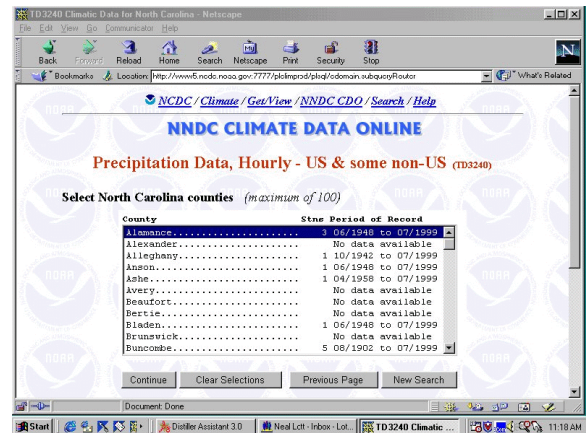 TD3240 Climatic Data for North Carolina - Netscape
File Edit View Go Communicator Help
Back Forward Reload Home Search Netscape Print Security Stop
N
Bookmarks Location: http://www5.ncdc.noaa.gov:7777/plclimprod/plsql/cdomain.subqueryRouter What's Related
NCDC / Climate / Get/View / NNDC CDO / Search / Help
NNDC CLIMATE DATA ONLINE
Precipitation Data, Hourly - US & some non-US (TD3240)
Select North Carolina counties (maximum of 100)
County Stns Period of Record
Alamance...................... 3 06/1948 to 07/1999
Alexander..................... No data available
Alleghany..................... 1 10/1942 to 07/1999
Anson......................... 1 06/1948 to 07/1999
Ashe.......................... 1 04/1958 to 07/1999
Avery......................... No data available
Beaufort...................... No data available
Bertie........................ No data available
Bladen........................ 1 06/1948 to 07/1999
Brunswick..................... No data available
Buncombe...................... 5 08/1902 to 07/1999
Continue Clear Selections Previous Page New Search
Document: Done
Start Distiller Assistant 3.0 Neal Lott - Inbox - Lot... TD3240 Climatic ... 11:18 AM